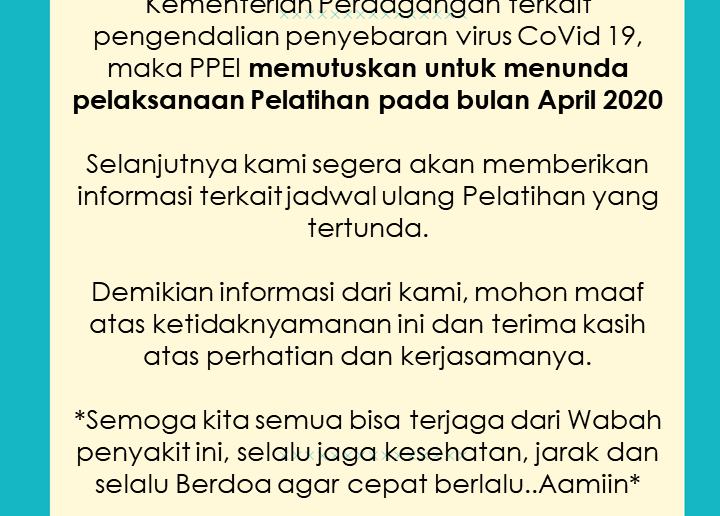 Kementerian Perdagangan terkait
pengendalian penyebaran virus CoVid 19,
maka PPEI memutuskan untuk menunda
pelaksanaan Pelatihan pada bulan April 2020
Selanjutnya kami segera akan memberikan
informasi terkait jadwal ulang Pelatihan yang
tertunda.
Demikian informasi dari kami, mohon maaf
atas ketidaknyamanan ini dan terima kasih
atas perhatian dan kerjasamanya.
*Semoga kita semua bisa terjaga dari Wabah
penyakit ini, selalu jaga kesehatan, jarak dan
selalu Berdoa agar cepat berlalu..Aamiin*